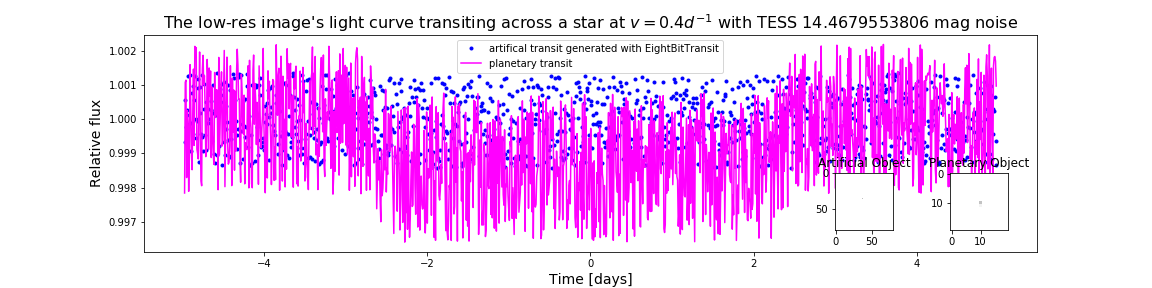 The low-res image's light curve transiting across a star at v = 0.4d⁻¹ with TESS 14.4679553806 mag noise
artifical transit generated with EightBitTransit
planetary transit
Relative flux
1.002
1.001
1.000
0.999
0.998
0.997
Artificial Object
0
50
0 50
Planetary Object
0
10
0 10
−4 −2 0 2 4
Time [days]